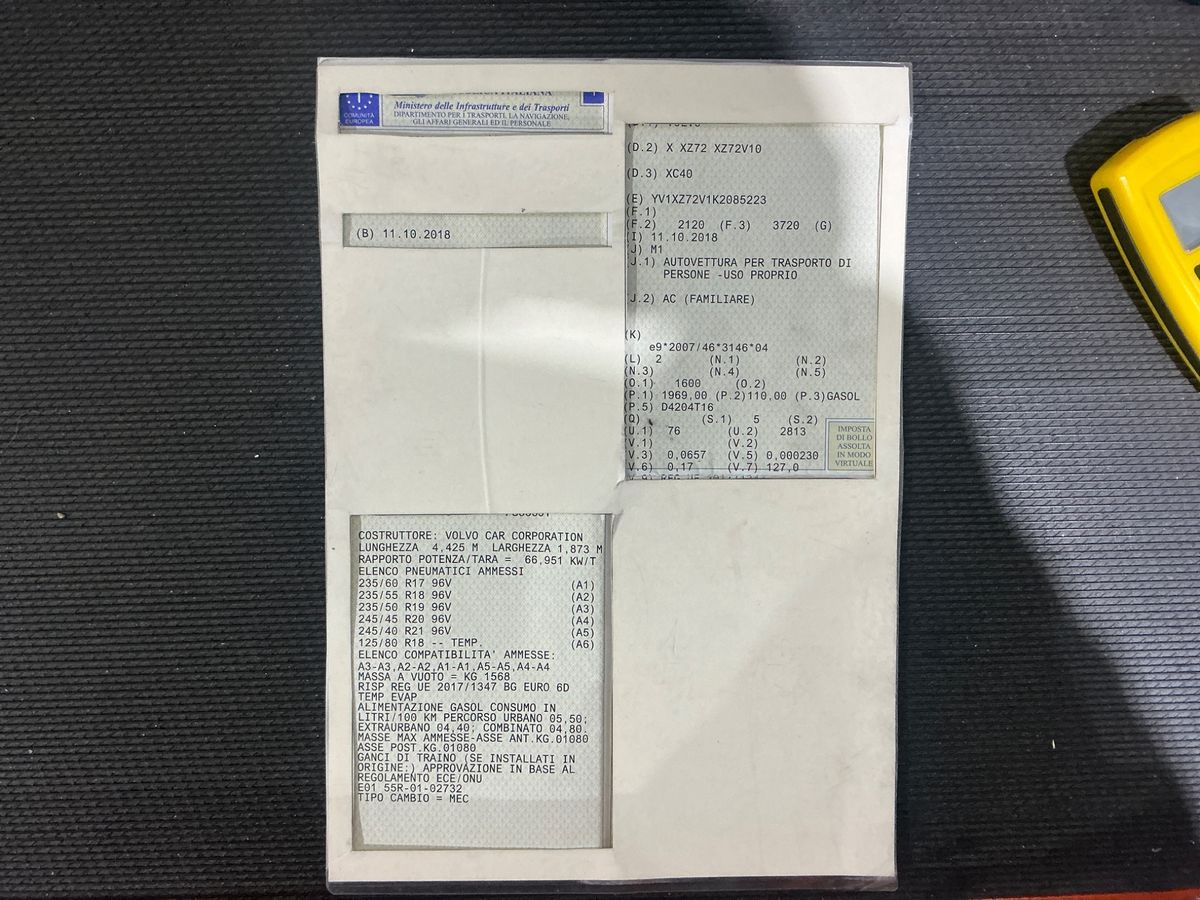 COMUNITÀ
EUROPEA
Ministero delle Infrastrutture e dei Trasporti
DIPARTIMENTO PER I TRASPORTI, LA NAVIGAZIONE,
GLI AFFARI GENERALI ED IL PERSONALE
(B) 11.10.2018
COSTRUTTORE: VOLVO CAR CORPORATION
LUNGHEZZA 4,425 M LARGHEZZA 1,873 M
RAPPORTO POTENZA/TARA = 66,951 KW/T
ELENCO PNEUMATICI AMMESSI
235/60 R17 96V (A1)
235/55 R18 96V (A2)
235/50 R19 96V (A3)
245/45 R20 96V (A4)
245/40 R21 96V (A5)
125/80 R18 -- TEMP. (A6)
ELENCO COMPATIBILITA' AMMESSE:
A3-A3,A2-A2,A1-A1,A5-A5,A4-A4
MASSA A VUOTO = KG 1568
RISP REG UE 2017/1347 BG EURO 6D
TEMP EVAP
ALIMENTAZIONE GASOL CONSUMO IN
LITRI/100 KM PERCORSO URBANO 05,50;
EXTRAURBANO 04,40; COMBINATO 04,80.
MASSE MAX AMMESSE-ASSE ANT.KG.01080
ASSE POST.KG.01080
GANCI DI TRAINO (SE INSTALLATI IN
ORIGINE:) APPROVAZIONE IN BASE AL
REGOLAMENTO ECE/ONU
E01 55R-01-02732
TIPO CAMBIO = MEC
(D.2) X XZ72 XZ72V10
(D.3) XC40
(E) YV1XZ72V1K2085223
(F.1)
(F.2) 2120 (F.3) 3720 (G)
(I) 11.10.2018
(J) M1
(J.1) AUTOVETTURA PER TRASPORTO DI
PERSONE -USO PROPRIO
(J.2) AC (FAMILIARE)
(K)
e9*2007/46*3146*04
(L) 2 (N.1) (N.2)
(N.3) (N.4) (N.5)
(O.1) 1600 (O.2)
(P.1) 1969,00 (P.2)110,00 (P.3)GASOL
(P.5) D4204T16
(Q) (S.1) 5 (S.2)
(U.1) 76 (U.2) 2813
(V.1) (V.2)
(V.3) 0,0657 (V.5) 0,000230
(V.6) 0,17 (V.7) 127,0
IMPOSTA
DI BOLLO
ASSOLTA
IN MODO
VIRTUALE